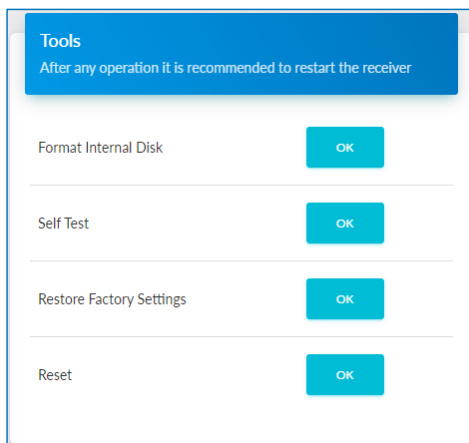 Tools
After any operation it is recommended to restart the receiver
Format Internal Disk OK
Self Test OK
Restore Factory Settings OK
Reset OK